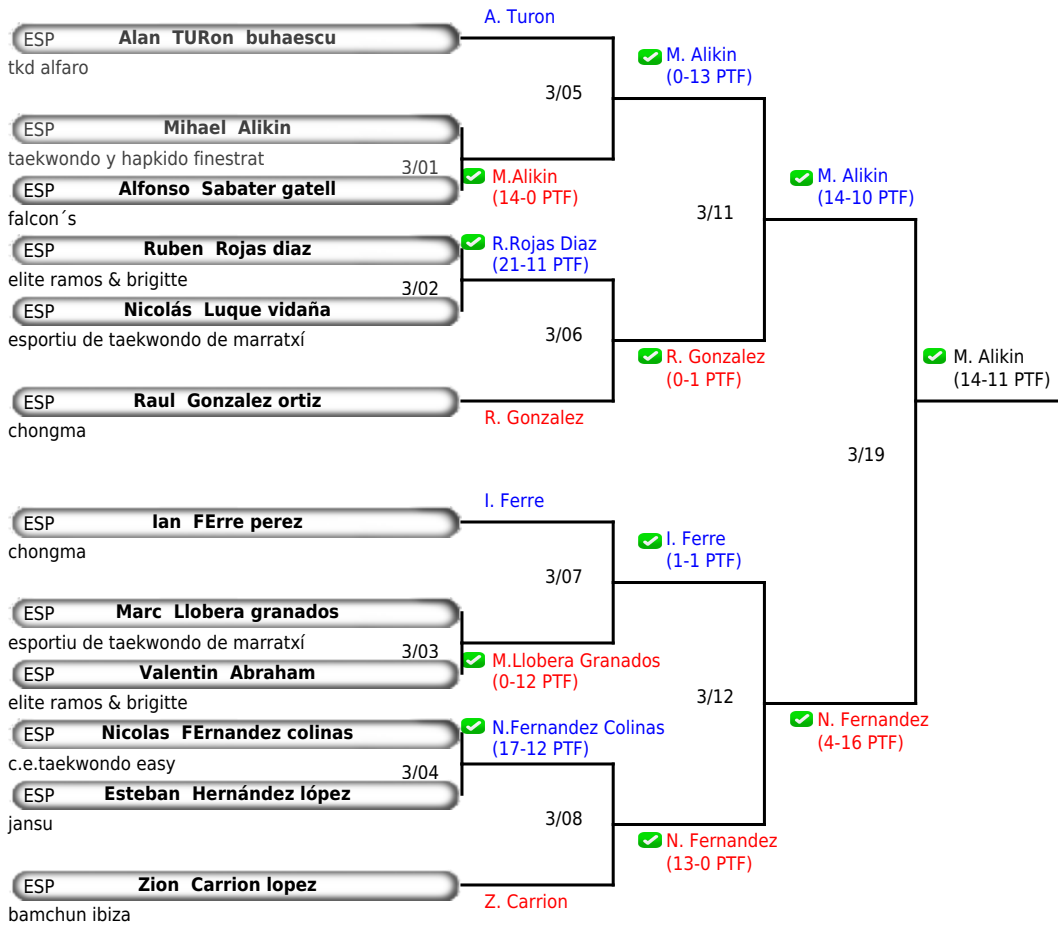 A. Turon
ESP Alan TURon buhaescu
tkd alfaro
M. Alikin
(0-13 PTF)
3/05
ESP Mihael Alikin
taekwondo y hapkido finestrat
3/01
M.Alikin
(14-0 PTF)
ESP Alfonso Sabater gatell
falcon´s
M. Alikin
(14-10 PTF)
3/11
ESP Ruben Rojas diaz
elite ramos & brigitte
R.Rojas Diaz
(21-11 PTF)
3/02
ESP Nicolás Luque vidaña
esportiu de taekwondo de marratxí
3/06
R. Gonzalez
(0-1 PTF)
M. Alikin
(14-11 PTF)
ESP Raul Gonzalez ortiz
chongma
R. Gonzalez
3/19
I. Ferre
ESP Ian FErre perez
chongma
I. Ferre
(1-1 PTF)
3/07
ESP Marc Llobera granados
esportiu de taekwondo de marratxí
3/03
M.Llobera Granados
(0-12 PTF)
ESP Valentin Abraham
elite ramos & brigitte
3/12
N. Fernandez
(4-16 PTF)
ESP Nicolas FErnandez colinas
c.e.taekwondo easy
N.Fernandez Colinas
(17-12 PTF)
3/04
ESP Esteban Hernández lópez
jansu
3/08
N. Fernandez
(13-0 PTF)
ESP Zion Carrion lopez
bamchun ibiza
Z. Carrion